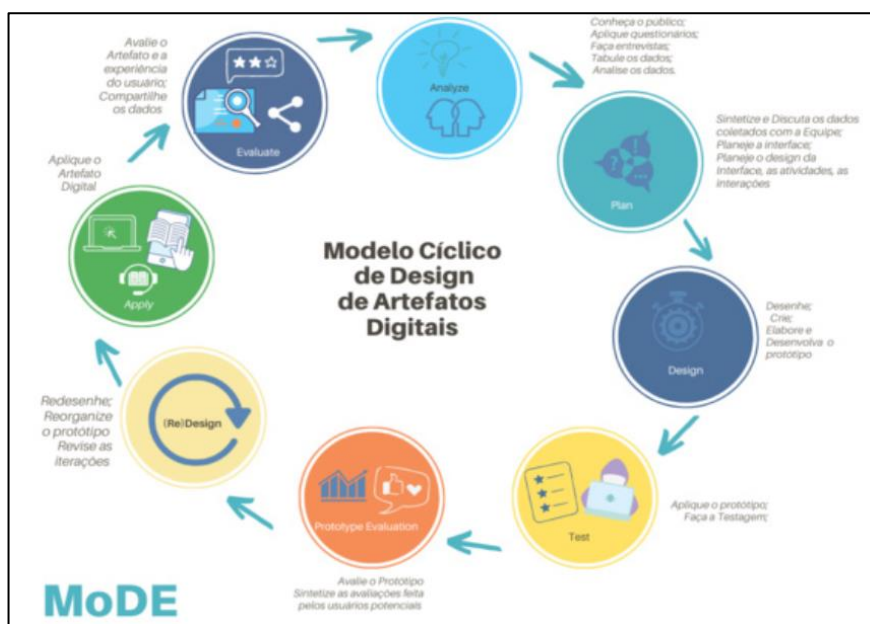 Modelo Cíclico
de Design
de Artefatos
Digitais
Analyze
Conheça o publico;
Aplique questionários;
Faça entrevistas;
Tabule os dados;
Analise os dados.
Plan
Sintetize e Discuta os dados
coletados com a Equipe;
Planeje a interface;
Planeje o design da
Interface, as atividades, as
interações
Design
Desenhe;
Crie;
Elabore e
Desenvolva o
protótipo
Test
Aplique o protótipo;
Faça a Testagem;
Prototype Evaluation
Avalie o Protótipo
Sintetize as avaliações feita
pelos usuários potenciais
(Re)Design
Redesenhe;
Reorganize
o protótipo
Revise as
iterações
Apply
Aplique o
Artefato
Digital
Evaluate
Avalie o
Artefato e a
experiência
do usuário;
Compartilhe
os dados
MoDE